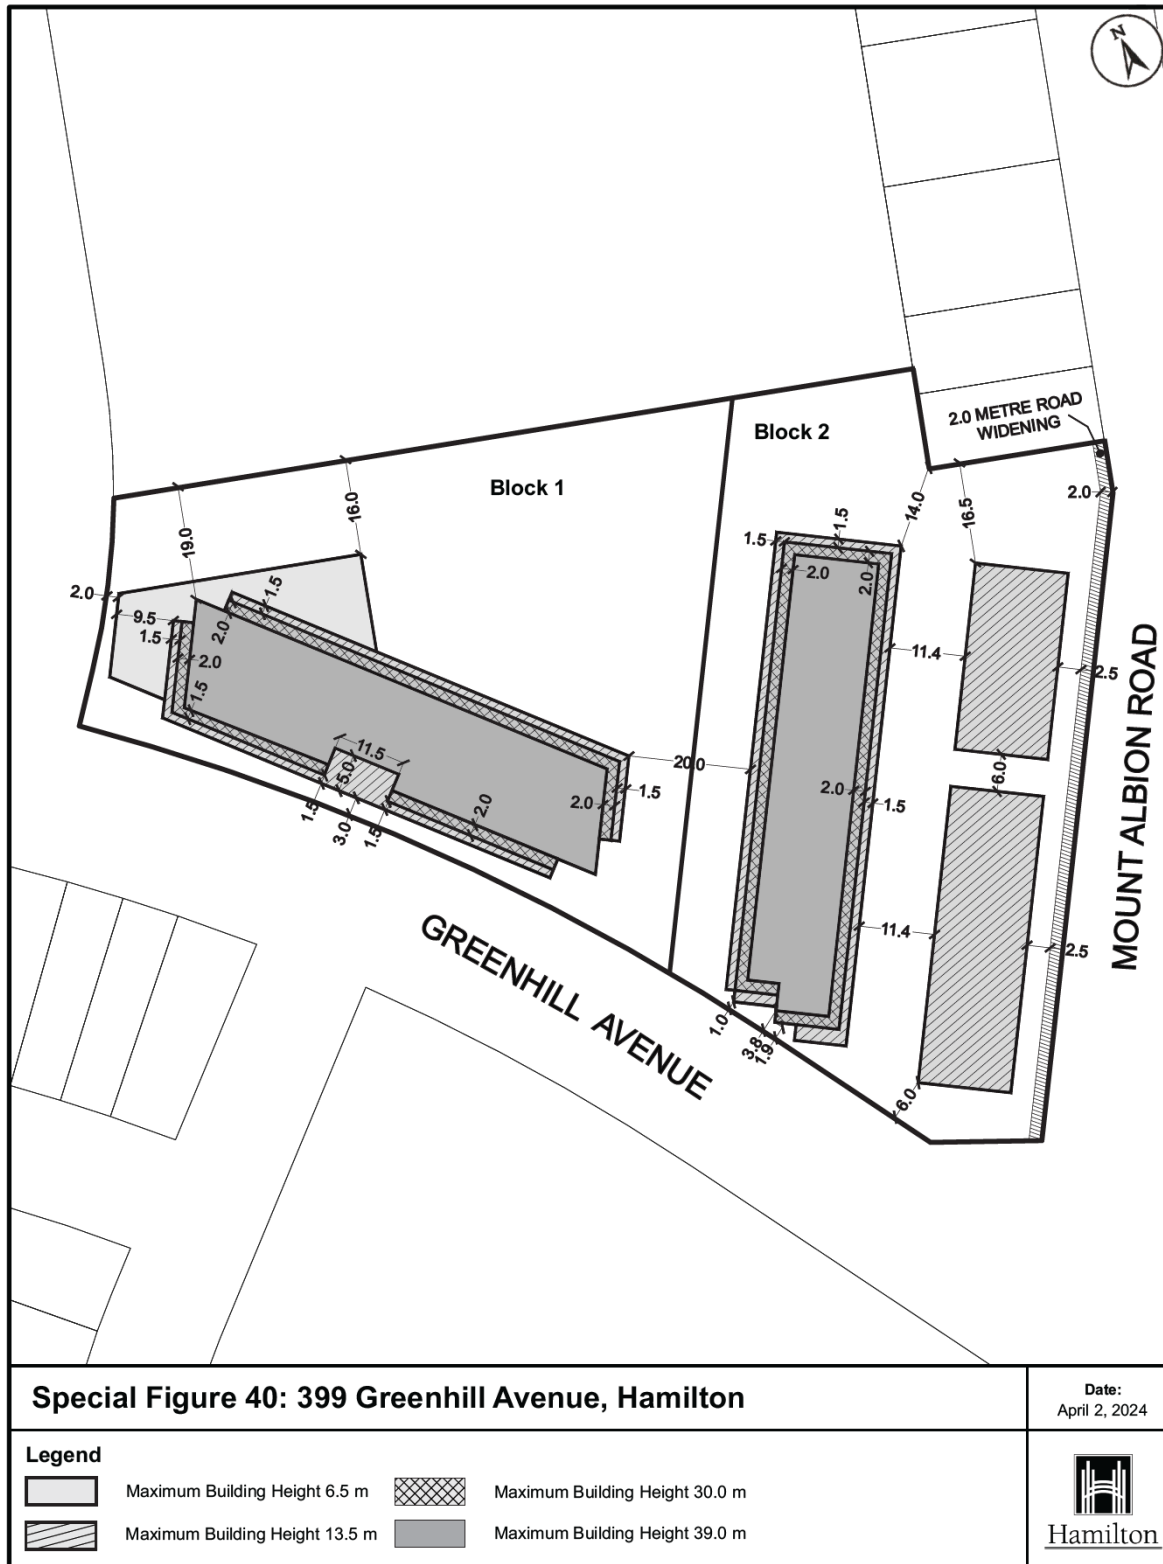 N
2.0 METRE ROAD
WIDENING
Block 2
Block 1
2.0
16.0
19.0
14.0
16.5
1.5
1.5
2.0
2.0
2.0
9.5
1.5
2.0
1.5
2.0
1.5
11.4
2.5
11.5
5.0
20.0
6.0
2.0
1.5
2.0
1.5
1.5
3.0
1.5
2.0
MOUNT ALBION ROAD
11.4
2.5
GREENHILL AVENUE
1.0
3.8
1.9
6.0
Special Figure 40: 399 Greenhill Avenue, Hamilton
Date:
April 2, 2024
Legend
Maximum Building Height 6.5 m
Maximum Building Height 30.0 m
Maximum Building Height 13.5 m
Maximum Building Height 39.0 m
Hamilton